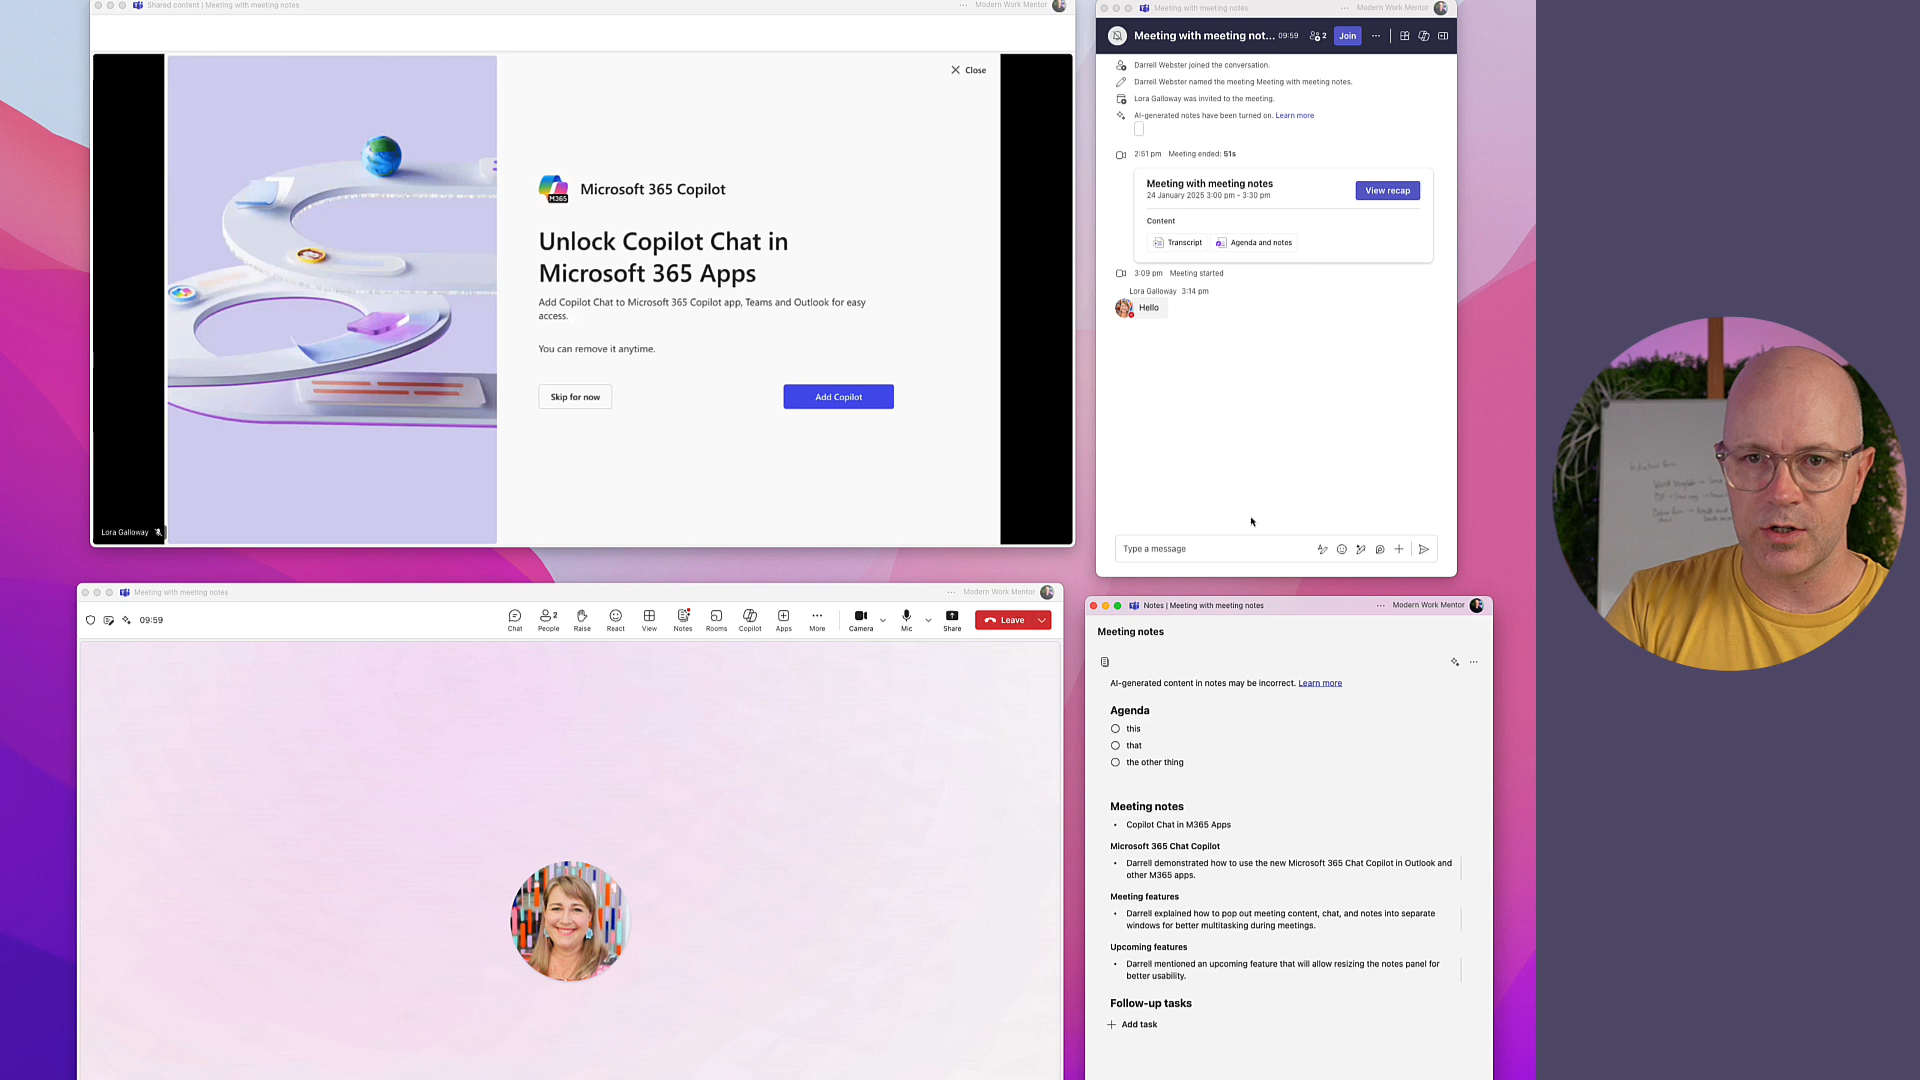 Shared content | Meeting with meeting notes
Modern Work Mentor
Close
M365
Microsoft 365 Copilot
Unlock Copilot Chat in
Microsoft 365 Apps
Add Copilot Chat to Microsoft 365 Copilot app, Teams and Outlook for easy
access.
You can remove it anytime.
Skip for now
Add Copilot
Lora Galloway
Meeting with meeting notes
Modern Work Mentor
Meeting with meeting not... 09:59
2
Join
Darrell Webster joined the conversation.
Darrell Webster named the meeting Meeting with meeting notes.
Lora Galloway was invited to the meeting.
AI-generated notes have been turned on. Learn more
2:51 pm Meeting ended: 51s
Meeting with meeting notes
24 January 2025 3:00 pm - 3:30 pm
View recap
Content
Transcript
Agenda and notes
3:09 pm Meeting started
Lora Galloway 3:14 pm
Hello
Type a message
Meeting with meeting notes
Modern Work Mentor
09:59
Chat
2
People
Raise
React
View
Notes
Rooms
Copilot
Apps
More
Camera
Mic
Share
Leave
Notes | Meeting with meeting notes
Modern Work Mentor
Meeting notes
AI-generated content in notes may be incorrect. Learn more
Agenda
this
that
the other thing
Meeting notes
• Copilot Chat in M365 Apps
Microsoft 365 Chat Copilot
• Darrell demonstrated how to use the new Microsoft 365 Chat Copilot in Outlook and
other M365 apps.
Meeting features
• Darrell explained how to pop out meeting content, chat, and notes into separate
windows for better multitasking during meetings.
Upcoming features
• Darrell mentioned an upcoming feature that will allow resizing the notes panel for
better usability.
Follow-up tasks
Add task